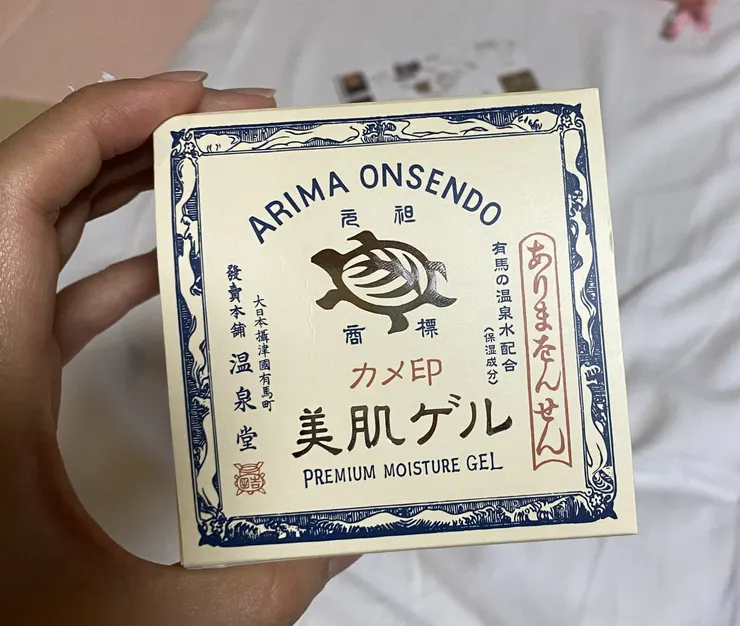 ARIMA ONSENDO
元祖
商標
カメ印
美肌ゲル
PREMIUM MOISTURE GEL
ありまをんせん
有馬の温泉水配合
(保湿成分)
大日本攝津國有馬町
發賣本舗 温泉堂